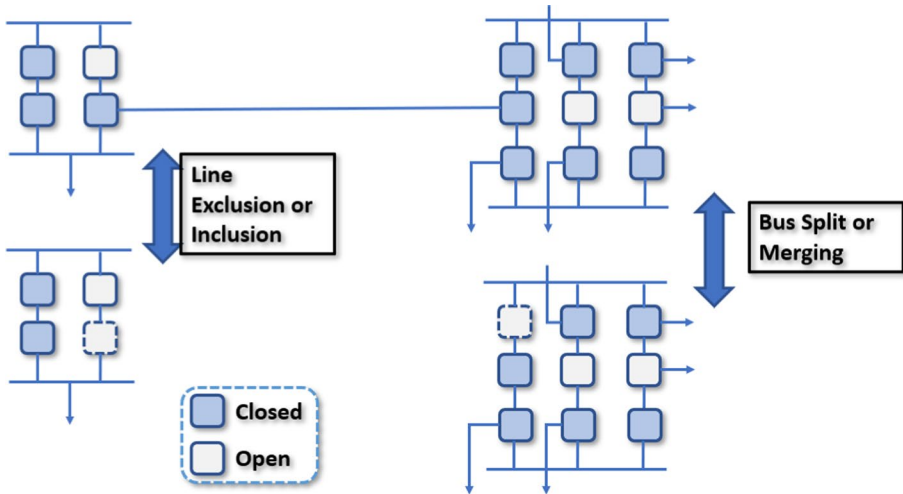 Line
Exclusion or
Inclusion
Bus Split or
Merging
Closed
Open